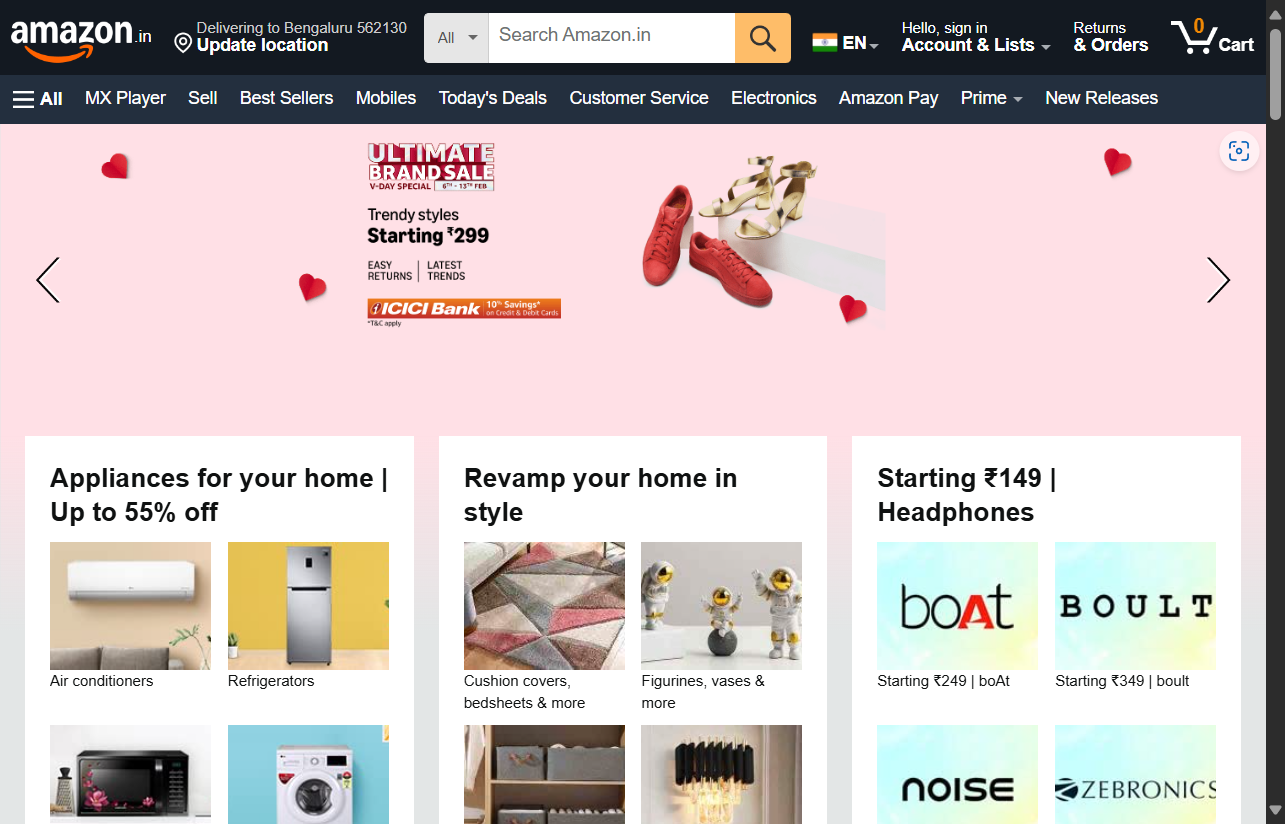 amazon.in
Delivering to Bengaluru 562130
Update location
All
Search Amazon.in
EN
Hello, sign in
Account & Lists
Returns
& Orders
0
Cart
All
MX Player
Sell
Best Sellers
Mobiles
Today's Deals
Customer Service
Electronics
Amazon Pay
Prime
New Releases
ULTIMATE
BRAND SALE
V-DAY SPECIAL 6TH - 13TH FEB
Trendy styles
Starting ₹299
EASY
RETURNS
LATEST
TRENDS
ICICI Bank
10% Savings*
on Credit & Debit Cards
*T&C apply
Appliances for your home |
Up to 55% off
Air conditioners
Refrigerators
Revamp your home in
style
Cushion covers,
bedsheets & more
Figurines, vases &
more
Starting ₹149 |
Headphones
boAt
BOULT
Starting ₹249 | boAt
Starting ₹349 | boult
NOISE
ZEBRONICS